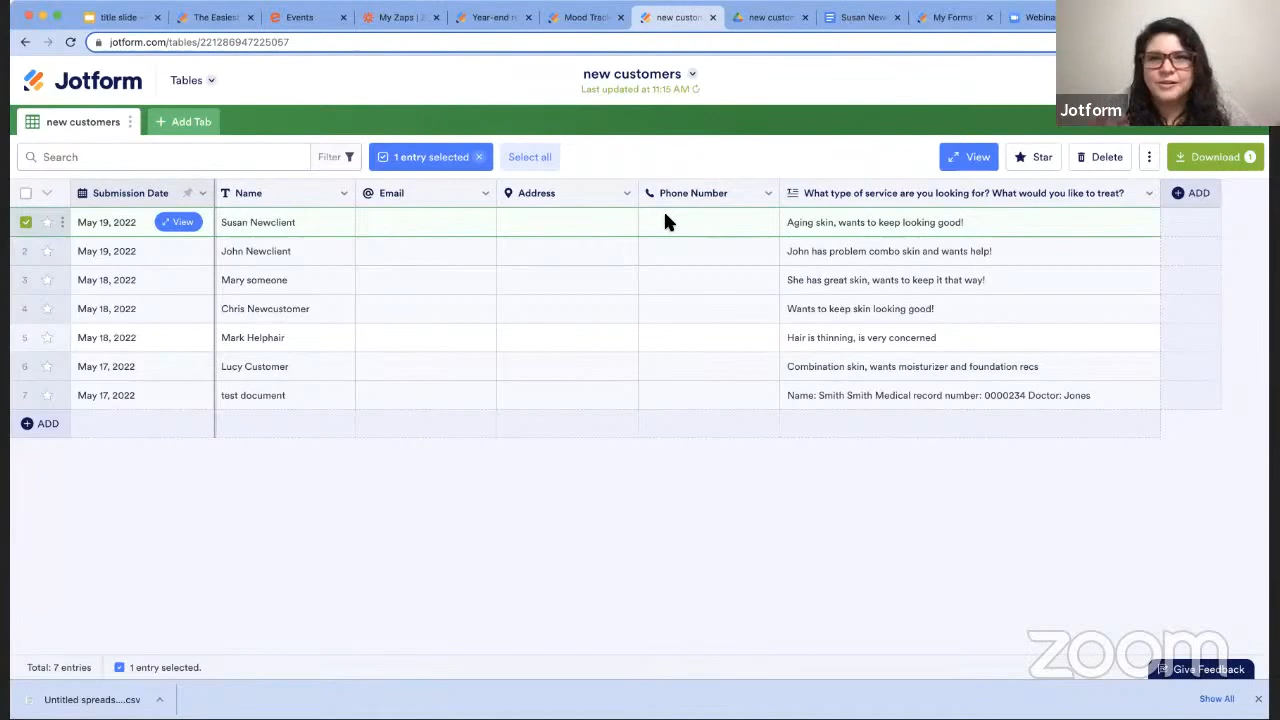 title slide
The Easiest
Events
My Zaps | Z
Year-end r
Mood Track
new custom
new custom
Susan New
My Forms |
Webina
jotform.com/tables/221286947225057
Jotform
Tables
new customers
Last updated at 11:15 AM
Jotform
new customers
Add Tab
Search
Filter
1 entry selected
Select all
View
Star
Delete
Download 1
Submission Date Name Email Address Phone Number What type of service are you looking for? What would you like to treat? ADD
May 19, 2022 View Susan Newclient Aging skin, wants to keep looking good!
2 May 19, 2022 John Newclient John has problem combo skin and wants help!
3 May 18, 2022 Mary someone She has great skin, wants to keep it that way!
4 May 18, 2022 Chris Newcustomer Wants to keep skin looking good!
5 May 18, 2022 Mark Helphair Hair is thinning, is very concerned
6 May 17, 2022 Lucy Customer Combination skin, wants moisturizer and foundation recs
7 May 17, 2022 test document Name: Smith Smith Medical record number: 0000234 Doctor: Jones
ADD
zoom
Total: 7 entries
1 entry selected.
Give Feedback
Untitled spreads....csv
Show All